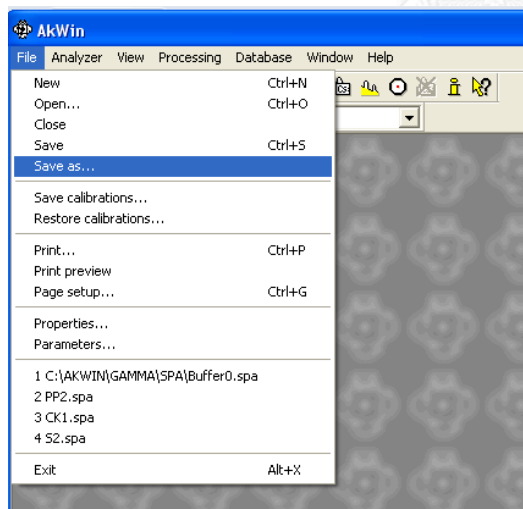 AkWin
File Analyzer View Processing Database Window Help
New Ctrl+N
Open... Ctrl+O
Close
Save Ctrl+S
Save as...
Save calibrations...
Restore calibrations...
Print... Ctrl+P
Print preview
Page setup... Ctrl+G
Properties...
Parameters...
1 C:\AKWIN\GAMMA\SPA\Buffer0.spa
2 PP2.spa
3 CK1.spa
4 S2.spa
Exit Alt+X